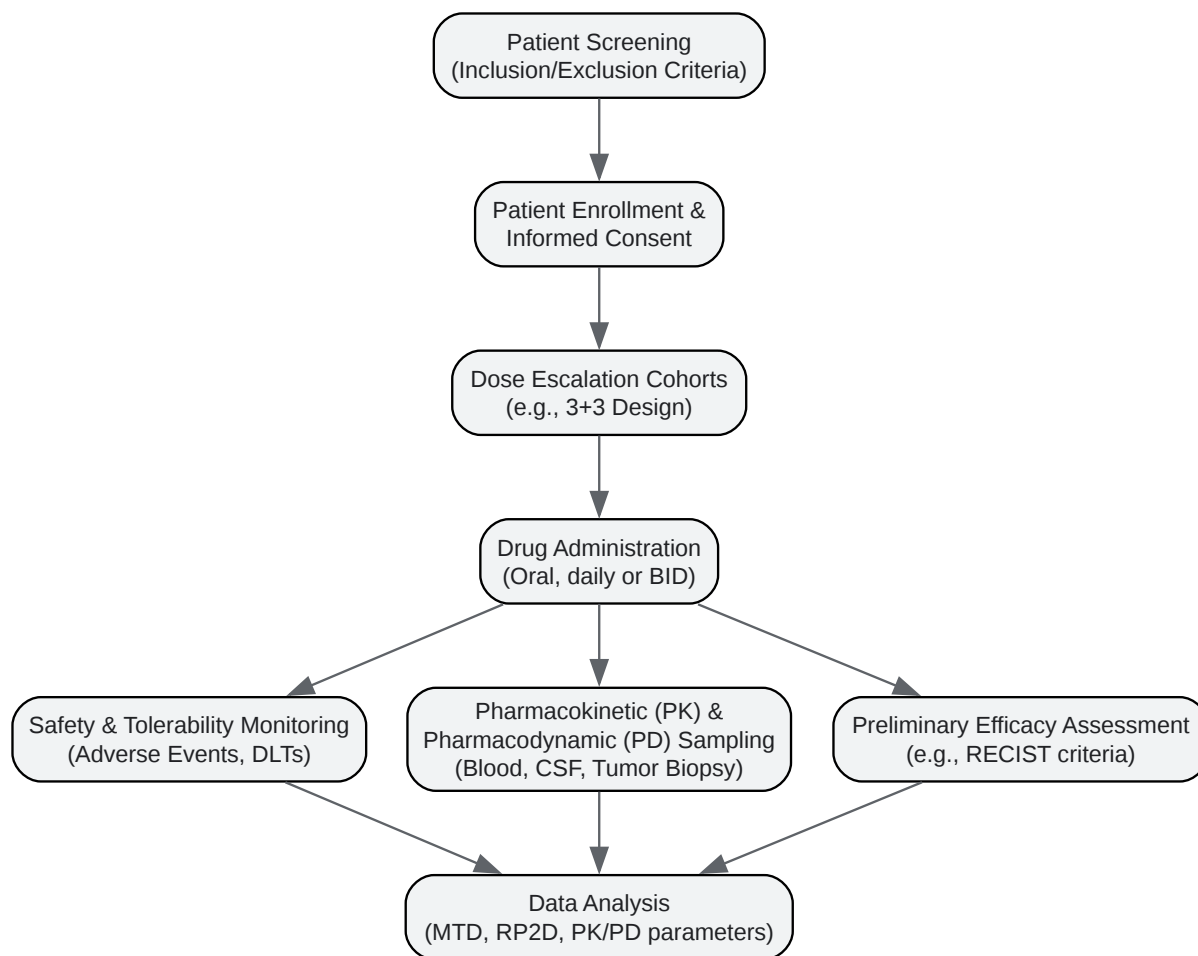 Patient Screening
(Inclusion/Exclusion Criteria)
Patient Enrollment &
Informed Consent
Dose Escalation Cohorts
(e.g., 3+3 Design)
Drug Administration
(Oral, daily or BID)
Safety & Tolerability Monitoring
(Adverse Events, DLTs)
Pharmacokinetic (PK) &
Pharmacodynamic (PD) Sampling
(Blood, CSF, Tumor Biopsy)
Preliminary Efficacy Assessment
(e.g., RECIST criteria)
Data Analysis
(MTD, RP2D, PK/PD parameters)